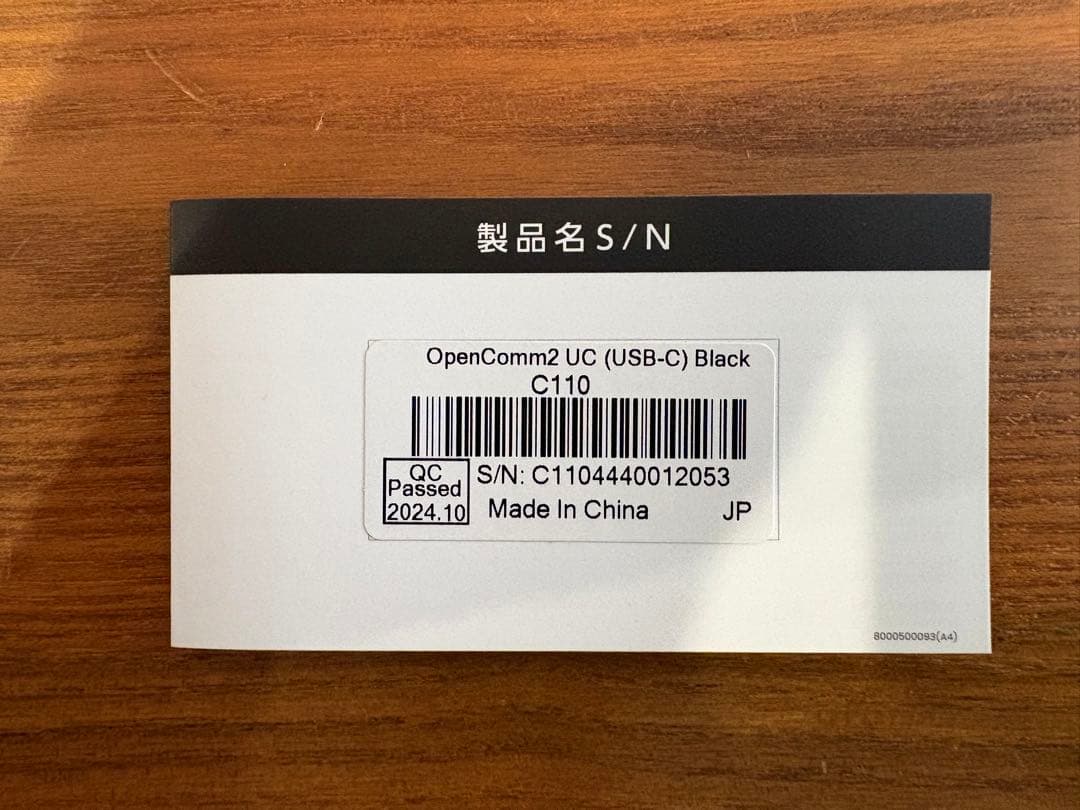 製品名S/N
OpenComm2 UC (USB-C) Black
C110
QC
Passed
2024.10
S/N: C1104440012053
Made In China
JP
8000500093(A4)